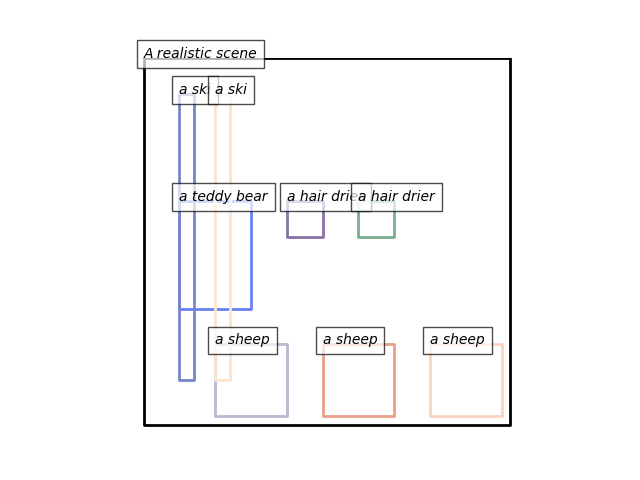 A realistic scene
a ski
a ski
a teddy bear
a hair drier
a hair drier
a sheep
a sheep
a sheep